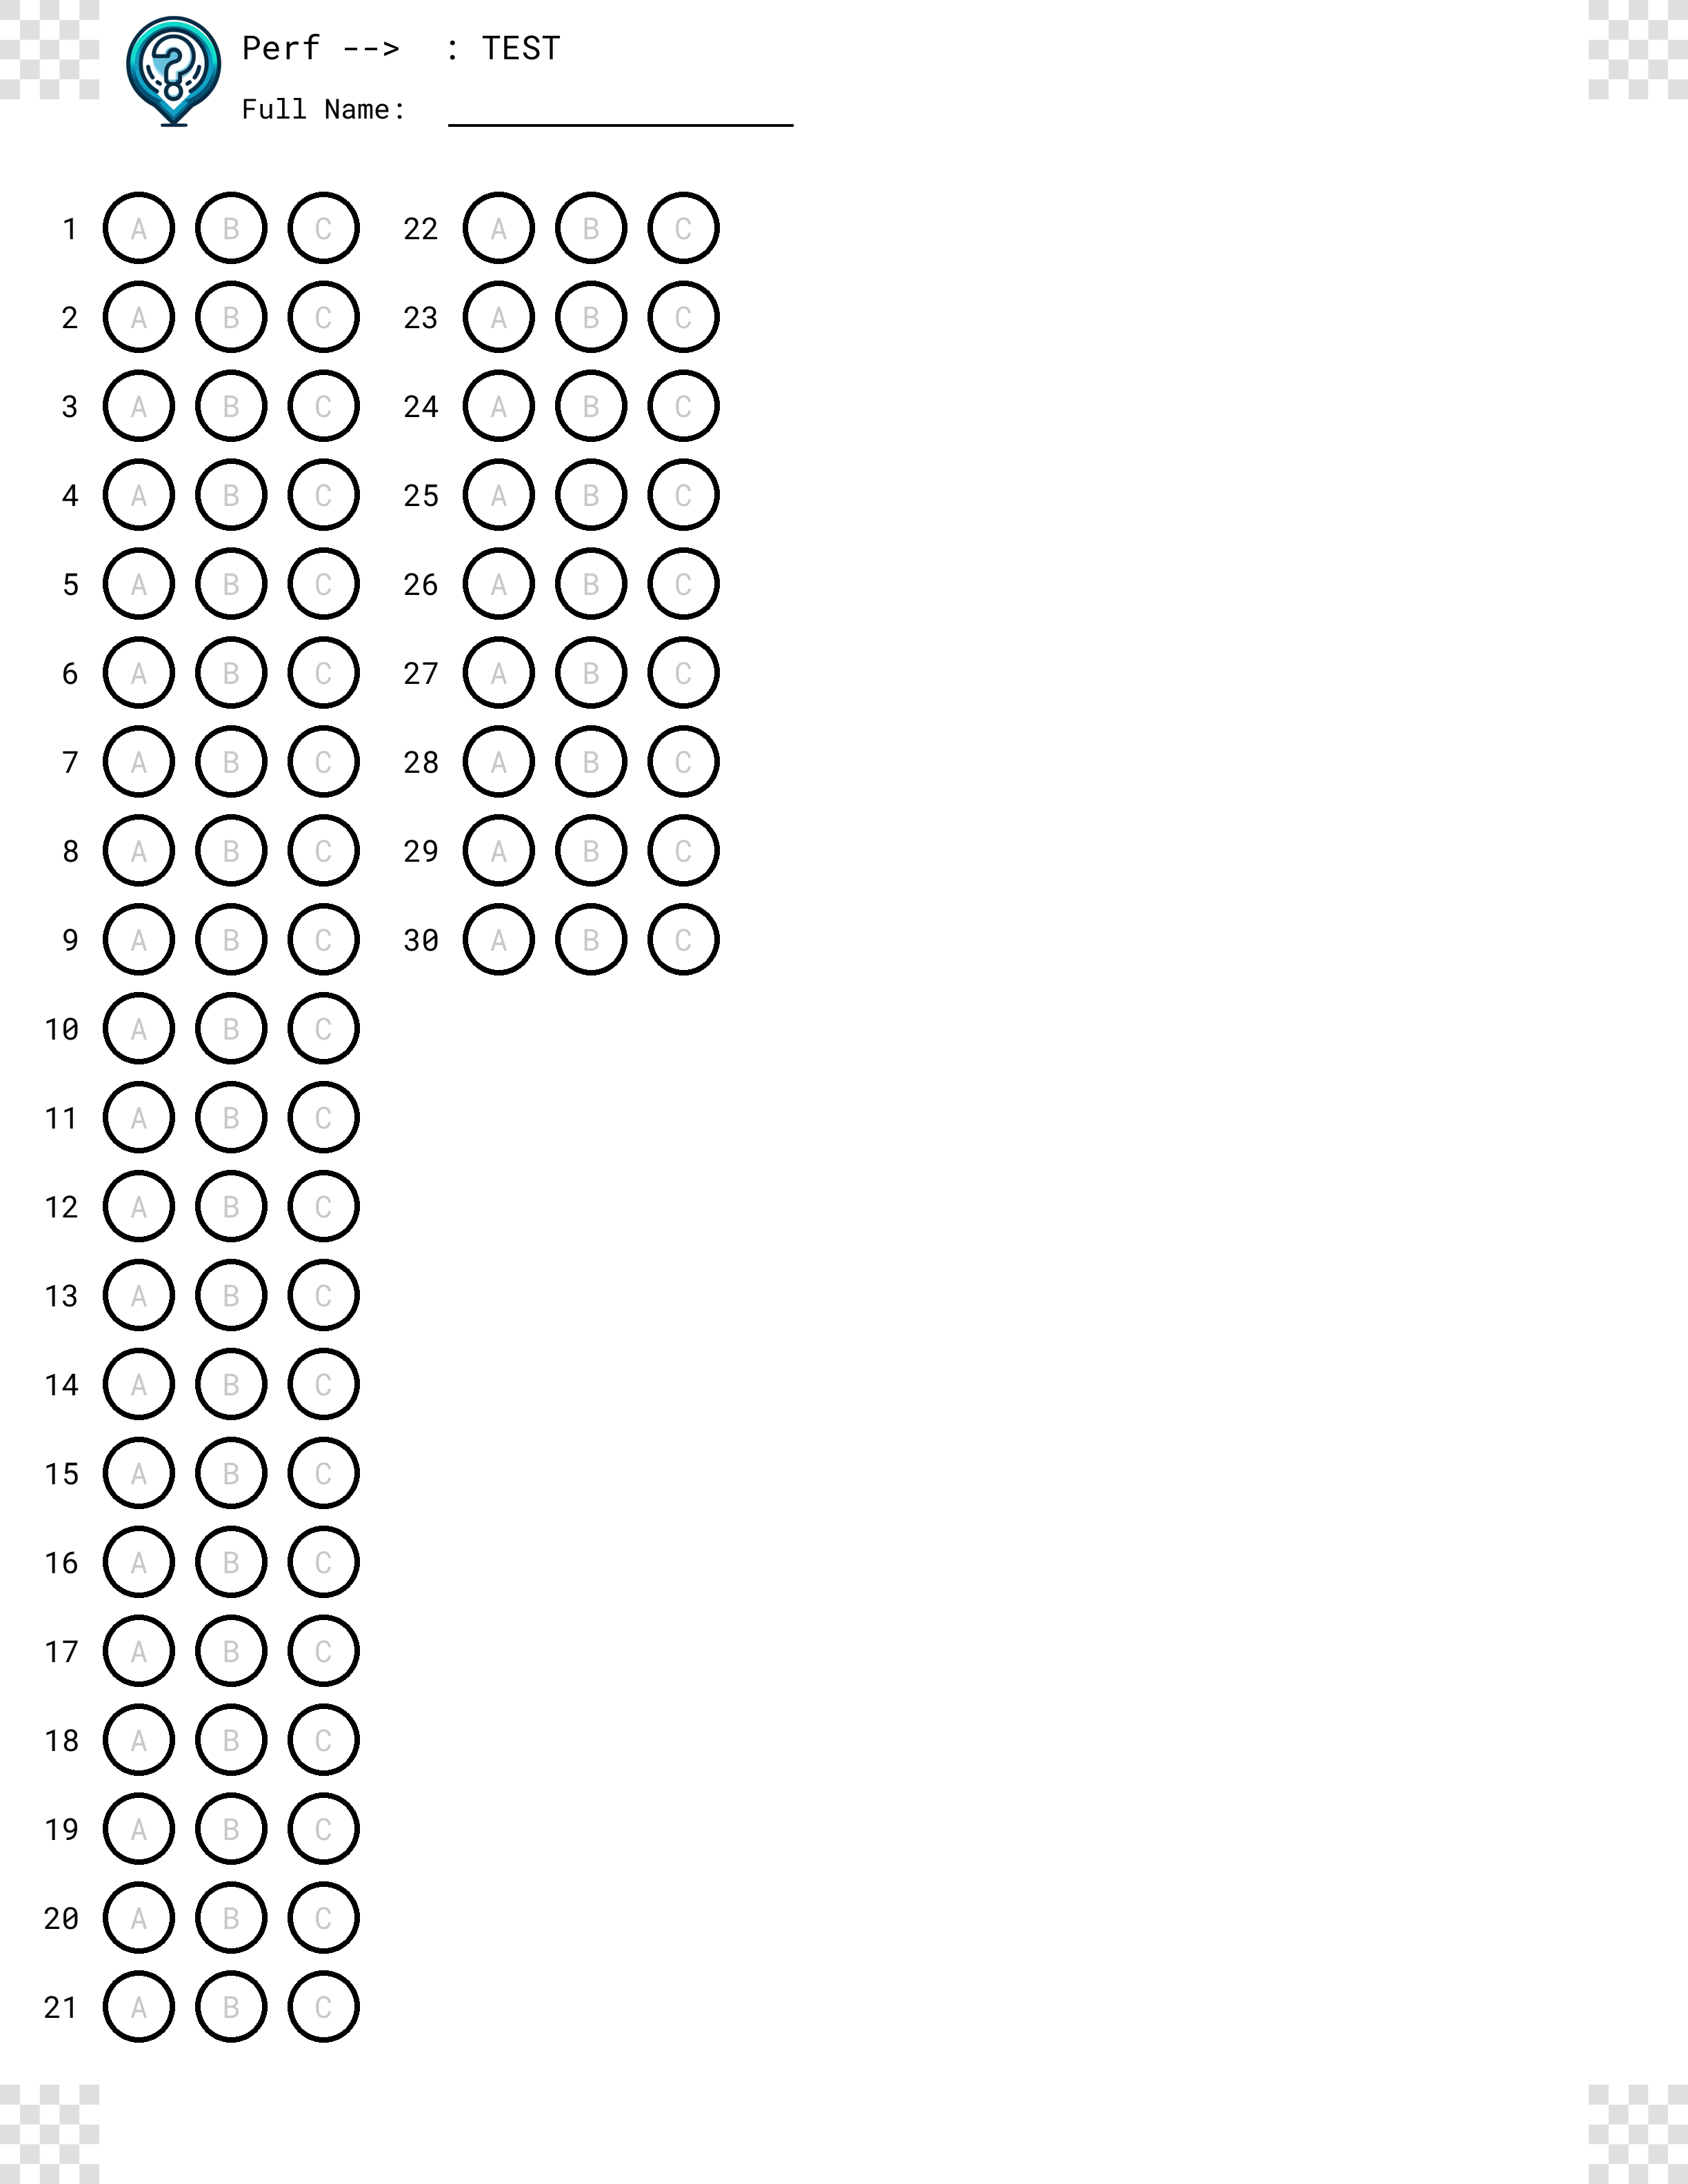 Perf --> : TEST
Full Name:
1 A B C
2 A B C
3 A B C
4 A B C
5 A B C
6 A B C
7 A B C
8 A B C
9 A B C
10 A B C
11 A B C
12 A B C
13 A B C
14 A B C
15 A B C
16 A B C
17 A B C
18 A B C
19 A B C
20 A B C
21 A B C
22 A B C
23 A B C
24 A B C
25 A B C
26 A B C
27 A B C
28 A B C
29 A B C
30 A B C